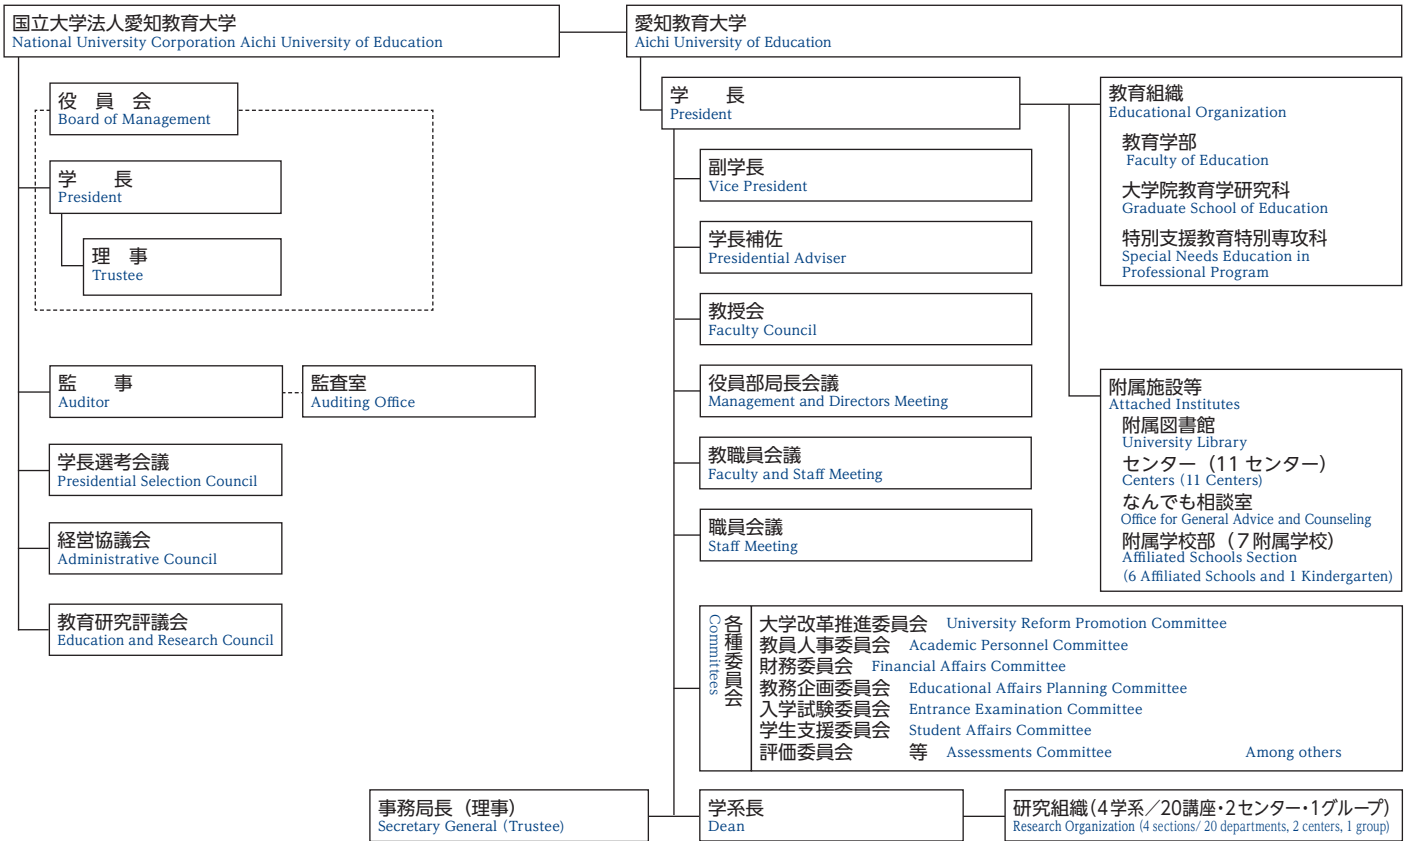 国立大学法人愛知教育大学
National University Corporation Aichi University of Education
役　員　会
Board of Management
学　　長
President
理　事
Trustee
監　　事
Auditor
監査室
Auditing Office
学長選考会議
Presidential Selection Council
経営協議会
Administrative Council
教育研究評議会
Education and Research Council
愛知教育大学
Aichi University of Education
学　　長
President
副学長
Vice President
学長補佐
Presidential Adviser
教授会
Faculty Council
役員部局長会議
Management and Directors Meeting
教職員会議
Faculty and Staff Meeting
職員会議
Staff Meeting
各種委員会
Committees
大学改革推進委員会 University Reform Promotion Committee
教員人事委員会 Academic Personnel Committee
財務委員会 Financial Affairs Committee
教務企画委員会 Educational Affairs Planning Committee
入学試験委員会 Entrance Examination Committee
学生支援委員会 Student Affairs Committee
評価委員会　　等 Assessments Committee Among others
教育組織
Educational Organization
教育学部
Faculty of Education
大学院教育学研究科
Graduate School of Education
特別支援教育特別専攻科
Special Needs Education in
Professional Program
附属施設等
Attached Institutes
附属図書館
University Library
センター（11 センター）
Centers (11 Centers)
なんでも相談室
Office for General Advice and Counseling
附属学校部（７附属学校）
Affiliated Schools Section
(6 Affiliated Schools and 1 Kindergarten)
事務局長（理事）
Secretary General (Trustee)
学系長
Dean
研究組織（4学系／20講座・2センター・1グループ）
Research Organization (4 sections/ 20 departments, 2 centers, 1 group)